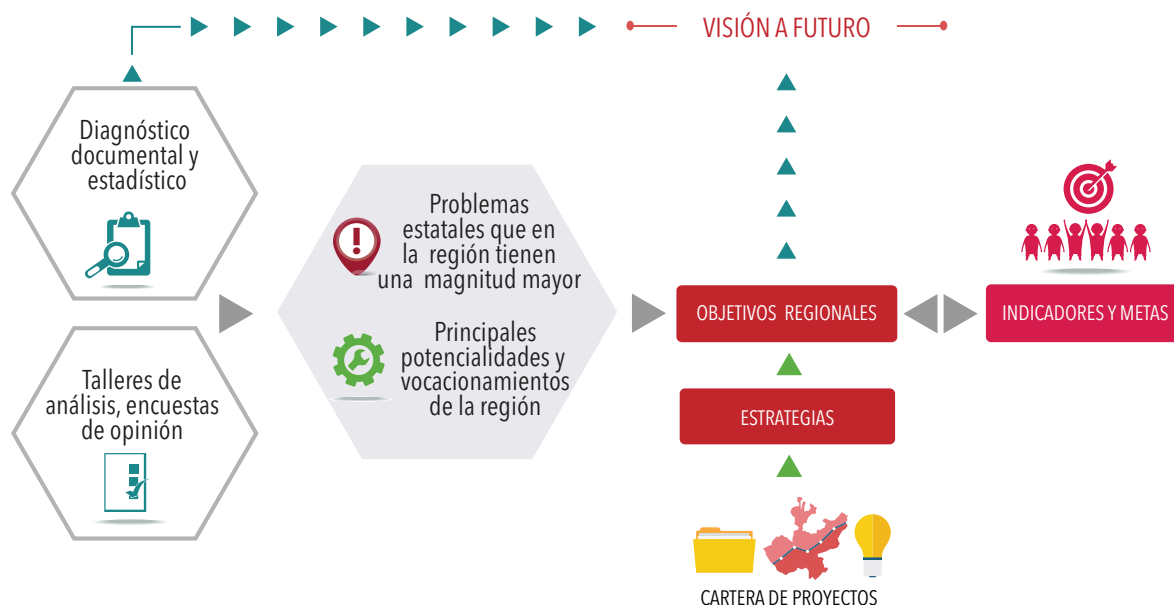 VISIÓN A FUTURO
Diagnóstico
documental y
estadístico
Talleres de
análisis, encuestas
de opinión
Problemas
estatales que en
la región tienen
una magnitud mayor
Principales
potencialidades y
vocacionamientos
de la región
OBJETIVOS REGIONALES
INDICADORES Y METAS
ESTRATEGIAS
CARTERA DE PROYECTOS